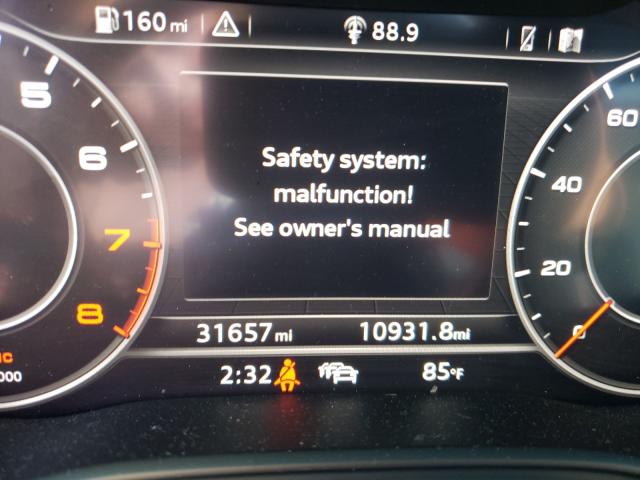 160 mi
88.9
5
6
7
8
Safety system:
malfunction!
See owner's manual
60
40
20
0
31657 mi
10931.8 mi
2:32
85°F
000